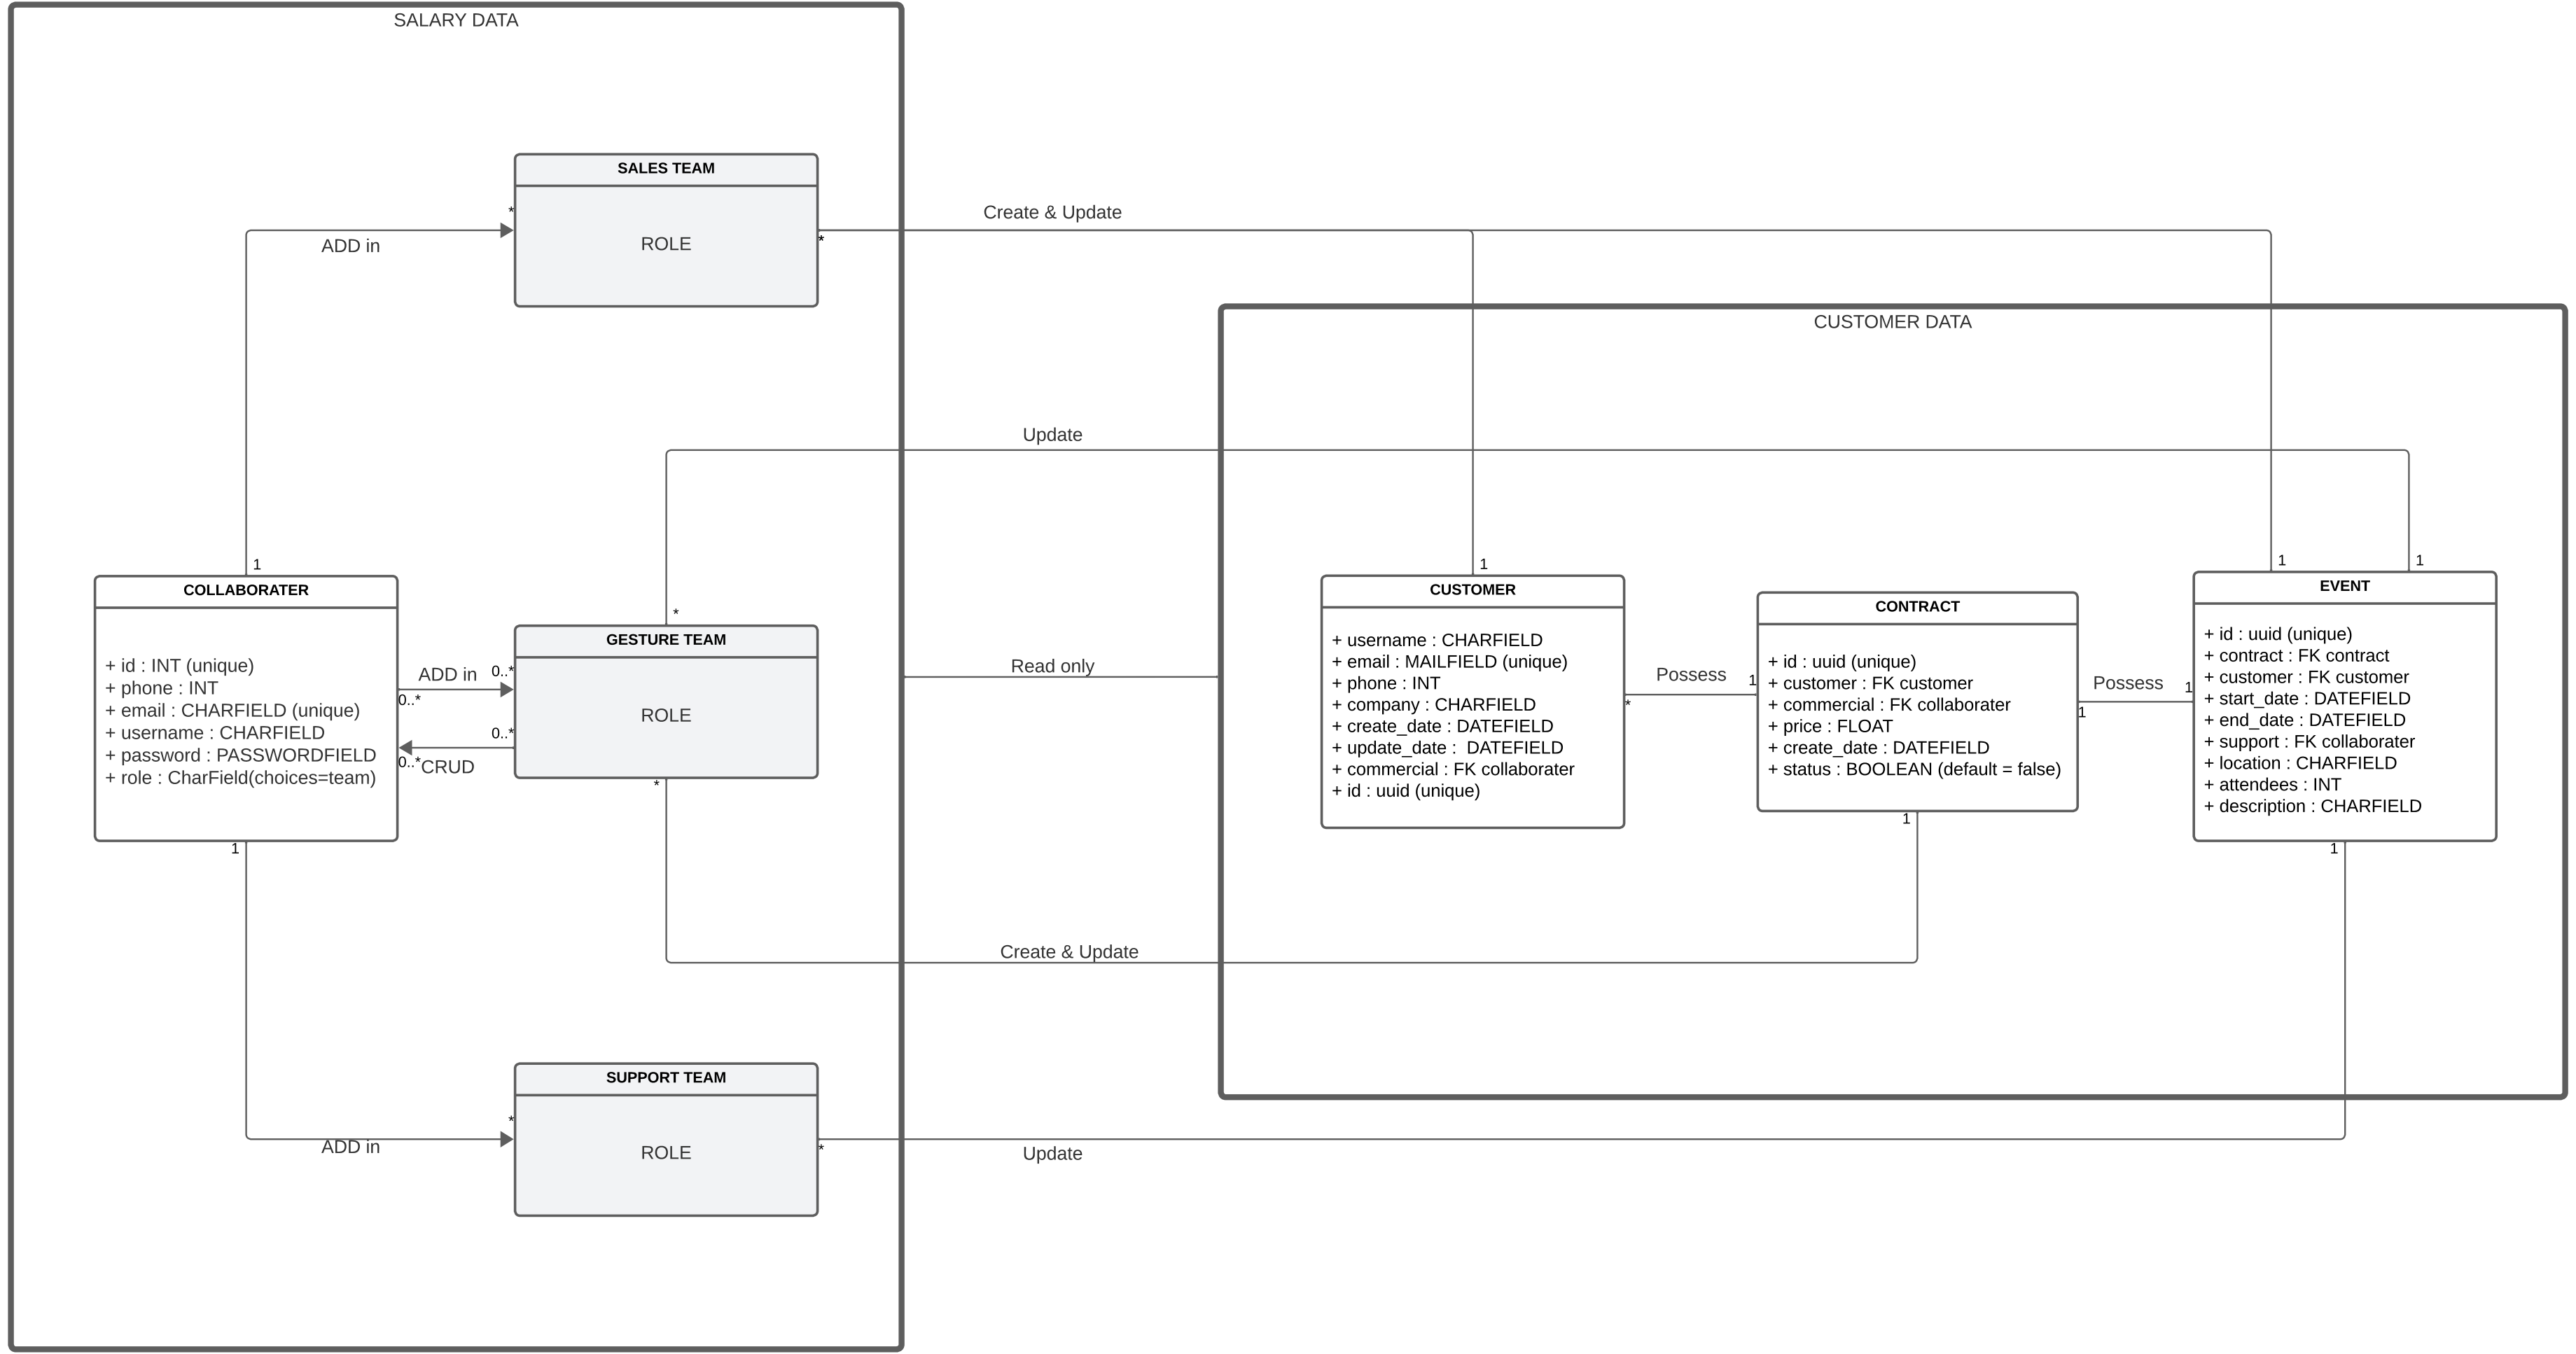 SALARY DATA
SALES TEAM
*
ROLE
ADD in
*
Create & Update
CUSTOMER DATA
Update
1
1
1
1
COLLABORATER
+ id : INT (unique)
+ phone : INT
+ email : CHARFIELD (unique)
+ username : CHARFIELD
+ password : PASSWORDFIELD
+ role : CharField(choices=team)
*
GESTURE TEAM
ROLE
ADD in
0..*
0..*
0..*
0..*
CRUD
*
Read only
CUSTOMER
+ username : CHARFIELD
+ email : MAILFIELD (unique)
+ phone : INT
+ company : CHARFIELD
+ create_date : DATEFIELD
+ update_date :  DATEFIELD
+ commercial : FK collaborater
+ id : uuid (unique)
Possess
1
*
CONTRACT
+ id : uuid (unique)
+ customer : FK customer
+ commercial : FK collaborater
+ price : FLOAT
+ create_date : DATEFIELD
+ status : BOOLEAN (default = false)
Possess
1
1
EVENT
+ id : uuid (unique)
+ contract : FK contract
+ customer : FK customer
+ start_date : DATEFIELD
+ end_date : DATEFIELD
+ support : FK collaborater
+ location : CHARFIELD
+ attendees : INT
+ description : CHARFIELD
1
1
1
Create & Update
SUPPORT TEAM
*
ROLE
ADD in
*
Update